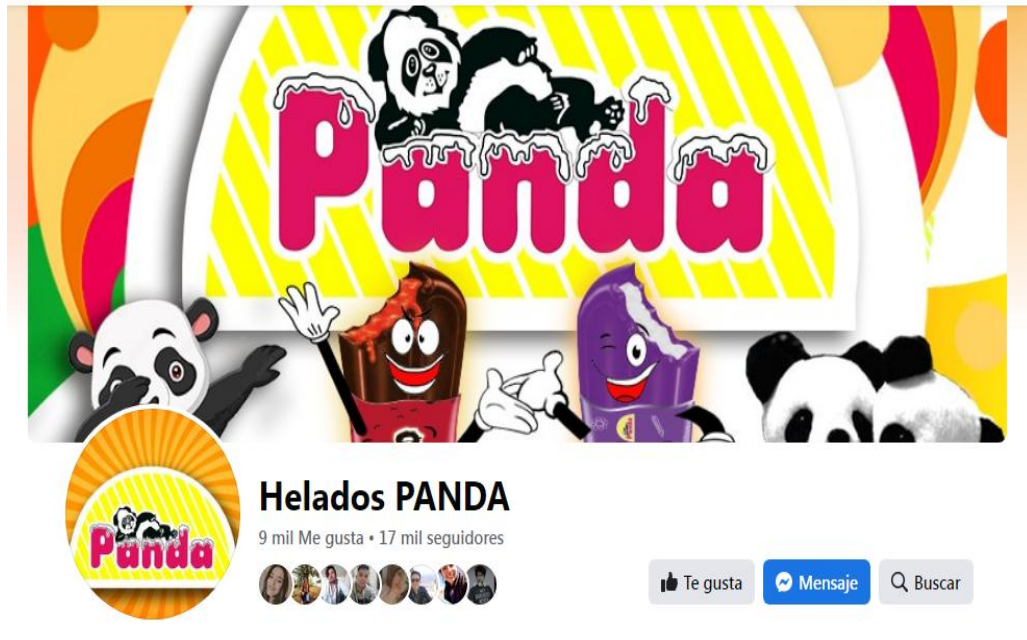 Panda
Panda
Helados PANDA
9 mil Me gusta • 17 mil seguidores
Te gusta
Mensaje
Buscar